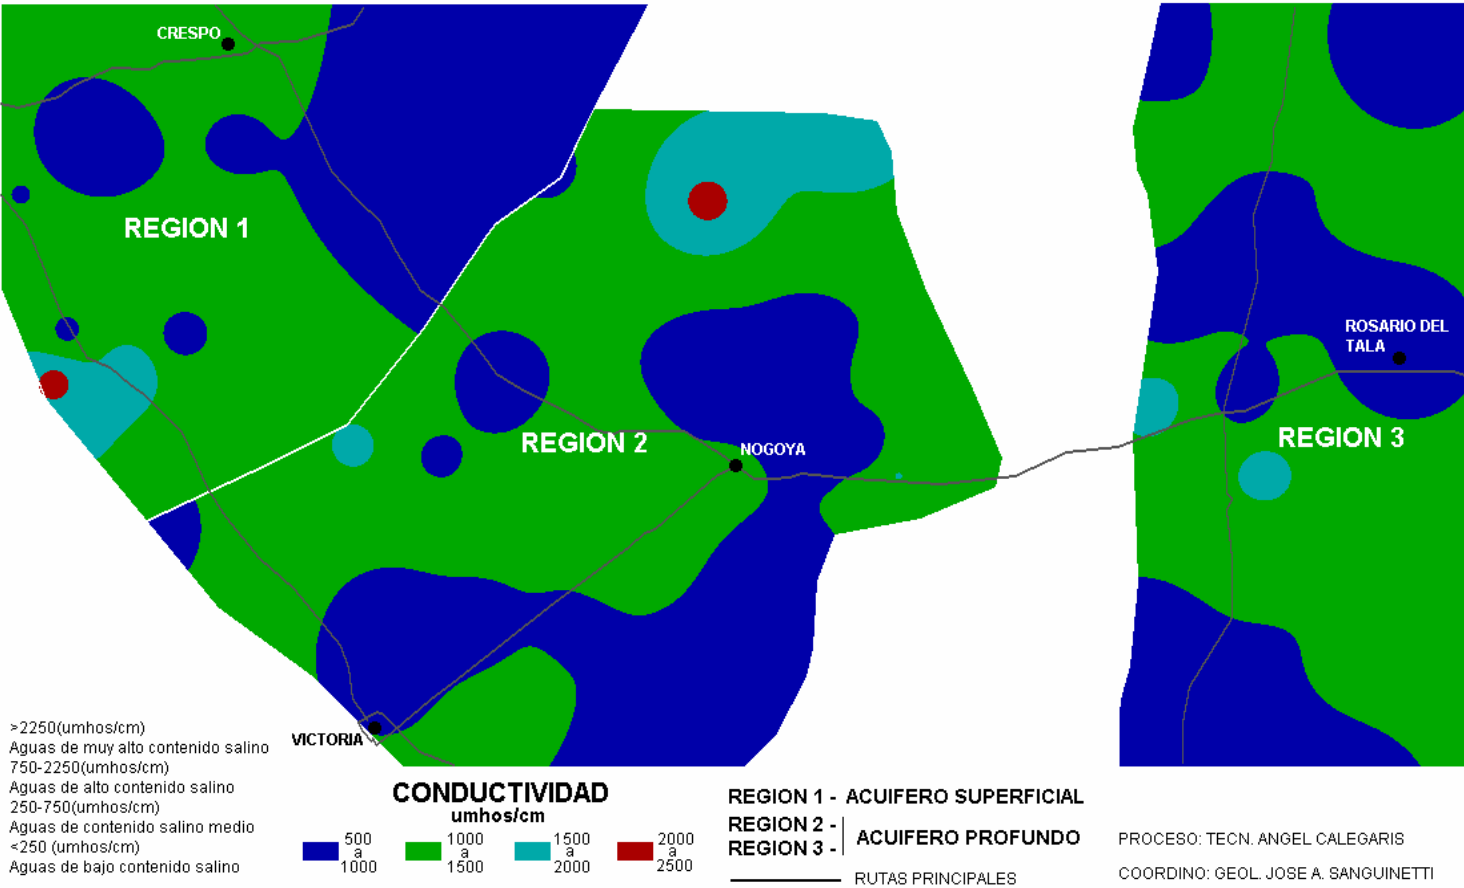 CRESPO
REGION 1
ROSARIO DEL
TALA
REGION 2
REGION 3
NOGOYA
VICTORIA
>2250(umhos/cm)
Aguas de muy alto contenido salino
750-2250(umhos/cm)
Aguas de alto contenido salino
250-750(umhos/cm)
Aguas de contenido salino medio
<250 (umhos/cm)
Aguas de bajo contenido salino
CONDUCTIVIDAD
umhos/cm
500
a
1000
1000
a
1500
1500
a
2000
2000
a
2500
REGION 1 - ACUIFERO SUPERFICIAL
REGION 2 -
REGION 3 -
ACUIFERO PROFUNDO
RUTAS PRINCIPALES
PROCESO: TECN. ANGEL CALEGARIS
COORDINO: GEOL. JOSE A. SANGUINETTI